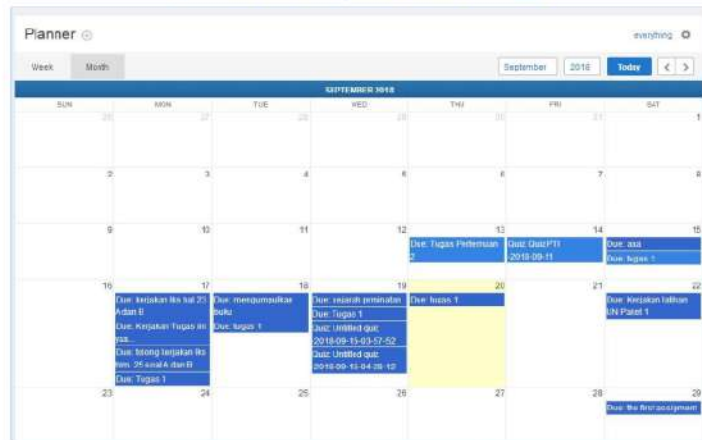 Planner
everything
Week Month
September 2018 Today < >
SEPTEMBER 2018
SUN MON TUE WED THU FRI SAT
26 27 28 29 30 31 1
2 3 4 5 6 7 8
9 10 11 12 13 14 15
Due: Tugas Pertemuan 2
Quiz: QuizPTI
-2018-09-11
Due: asa
Due: tugas 1
16 17 18 19 20 21 22
Due: kerjakan lks hal 23
A dan B
Due: Kerjakan Tugas ini
yaa...
Due: tolong kerjakan lks
hlm. 25 soal A dan B
Due: Tugas 1
Due: mengumpulkan
buku
Due: tugas 1
Due: sejarah peminatan
Due: Tugas 1
Quiz: Untitled quiz
-2018-09-15-03-57-52
Quiz: Untitled quiz
Due: tugas 1
Due: Kerjakan latihan
UN Paket 1
23 24 25 26 27 28 29
Due: the first assignment